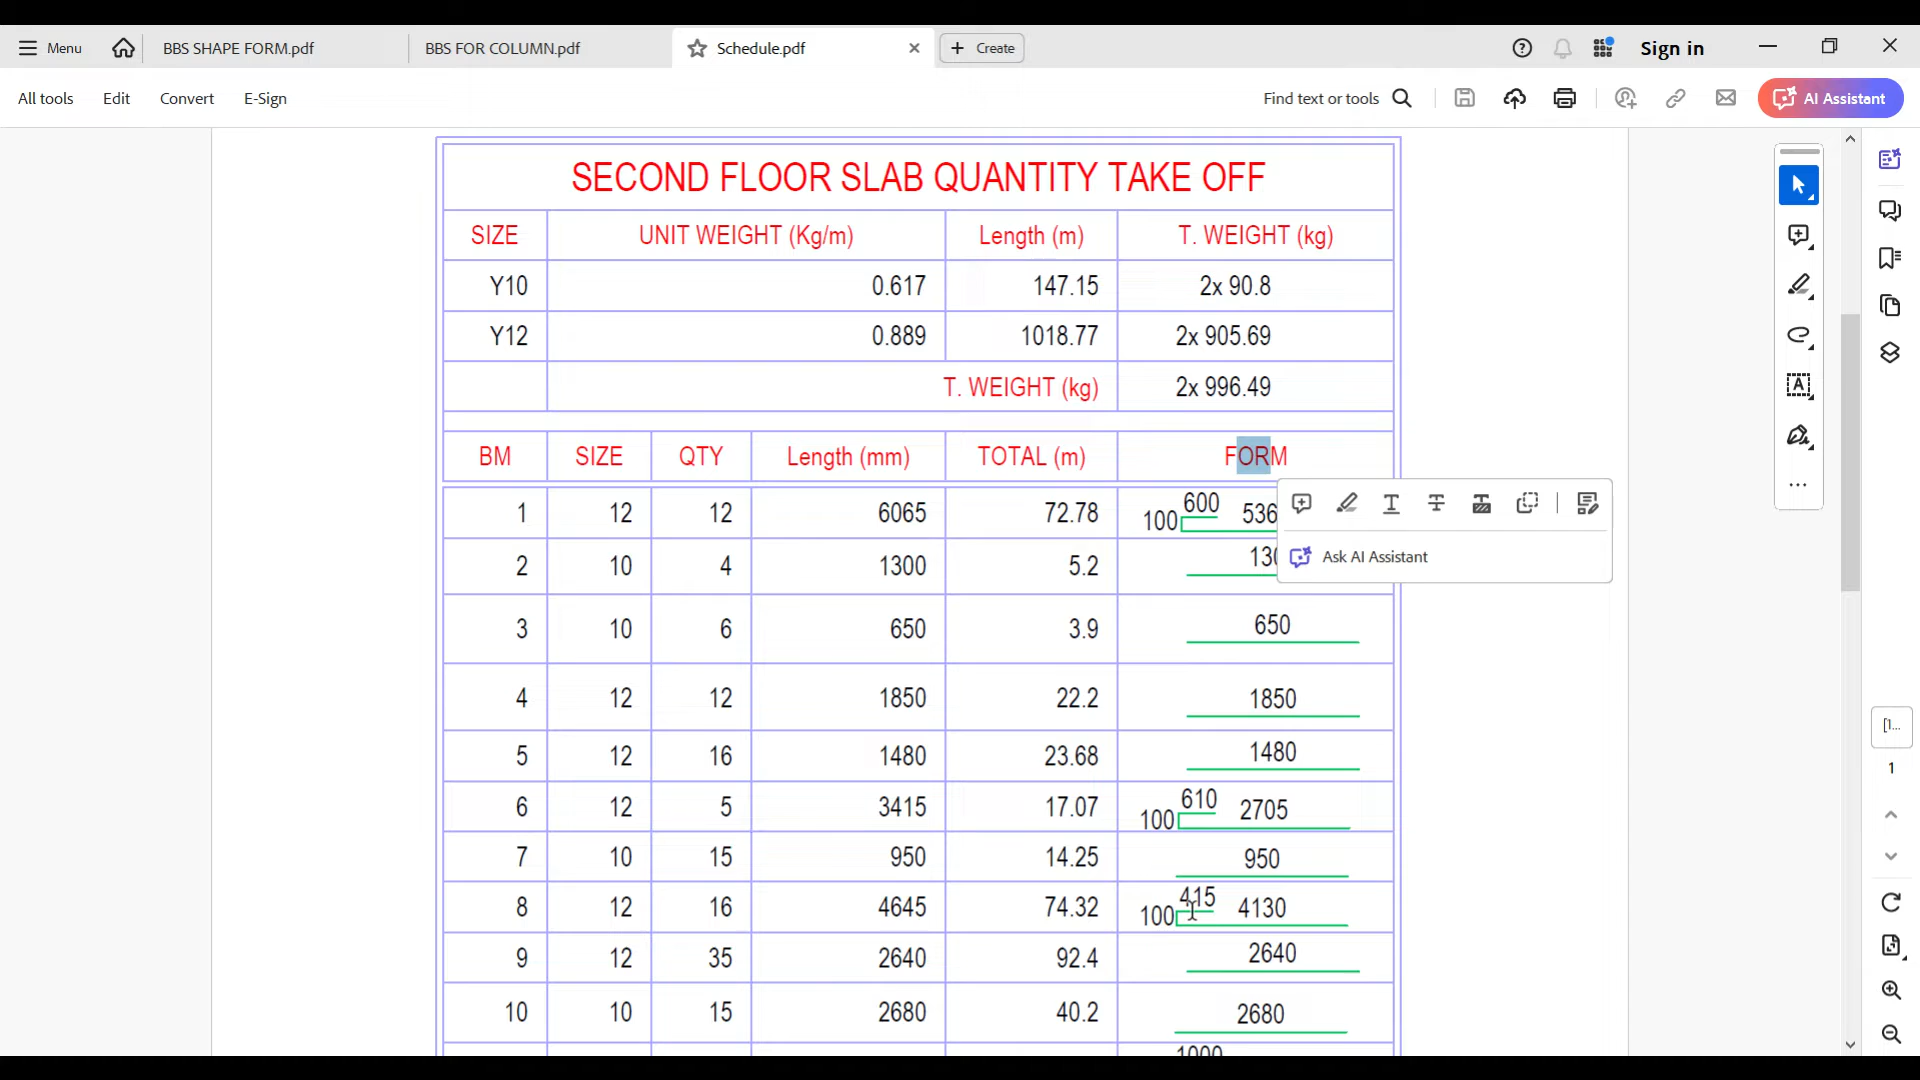 Menu BBS SHAPE FORM.pdf BBS FOR COLUMN.pdf Schedule.pdf Create Sign in
All tools Edit Convert E-Sign Find text or tools AI Assistant
SECOND FLOOR SLAB QUANTITY TAKE OFF
SIZE UNIT WEIGHT (Kg/m) Length (m) T. WEIGHT (kg)
Y10 0.617 147.15 2x 90.8
Y12 0.889 1018.77 2x 905.69
T. WEIGHT (kg) 2x 996.49
BM SIZE QTY Length (mm) TOTAL (m) FORM
1 12 12 6065 72.78 100 600
2 10 4 1300 5.2
Ask AI Assistant
3 10 6 650 3.9 650
4 12 12 1850 22.2 1850
5 12 16 1480 23.68 1480
6 12 5 3415 17.07 100 610 2705
7 10 15 950 14.25 950
8 12 16 4645 74.32 100 415 4130
9 12 35 2640 92.4 2640
10 10 15 2680 40.2 2680
1000
1